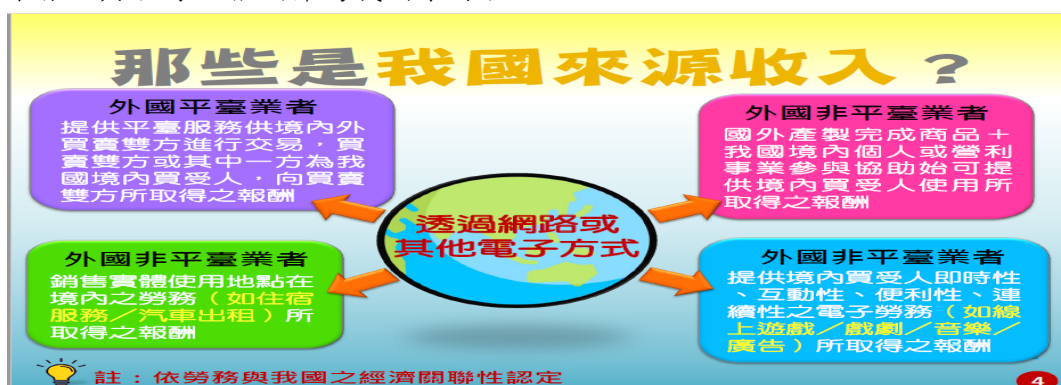 那些是我國來源收入？
外國平臺業者
提供平臺服務供境內外
買賣雙方進行交易，買
賣雙方或其中一方為我
國境內買受人，向買賣
雙方所取得之報酬
外國非平臺業者
國外產製完成商品＋
我國境內個人或營利
事業參與協助始可提
供境內買受人使用所
取得之報酬
透過網路或
其他電子方式
外國非平臺業者
銷售實體使用地點在
境內之勞務（如住宿
服務／汽車出租）所
取得之報酬
外國非平臺業者
提供境內買受人即時性
、互動性、便利性、連
續性之電子勞務（如線
上遊戲／戲劇／音樂／
廣告）所取得之報酬
註：依勞務與我國之經濟關聯性認定
4